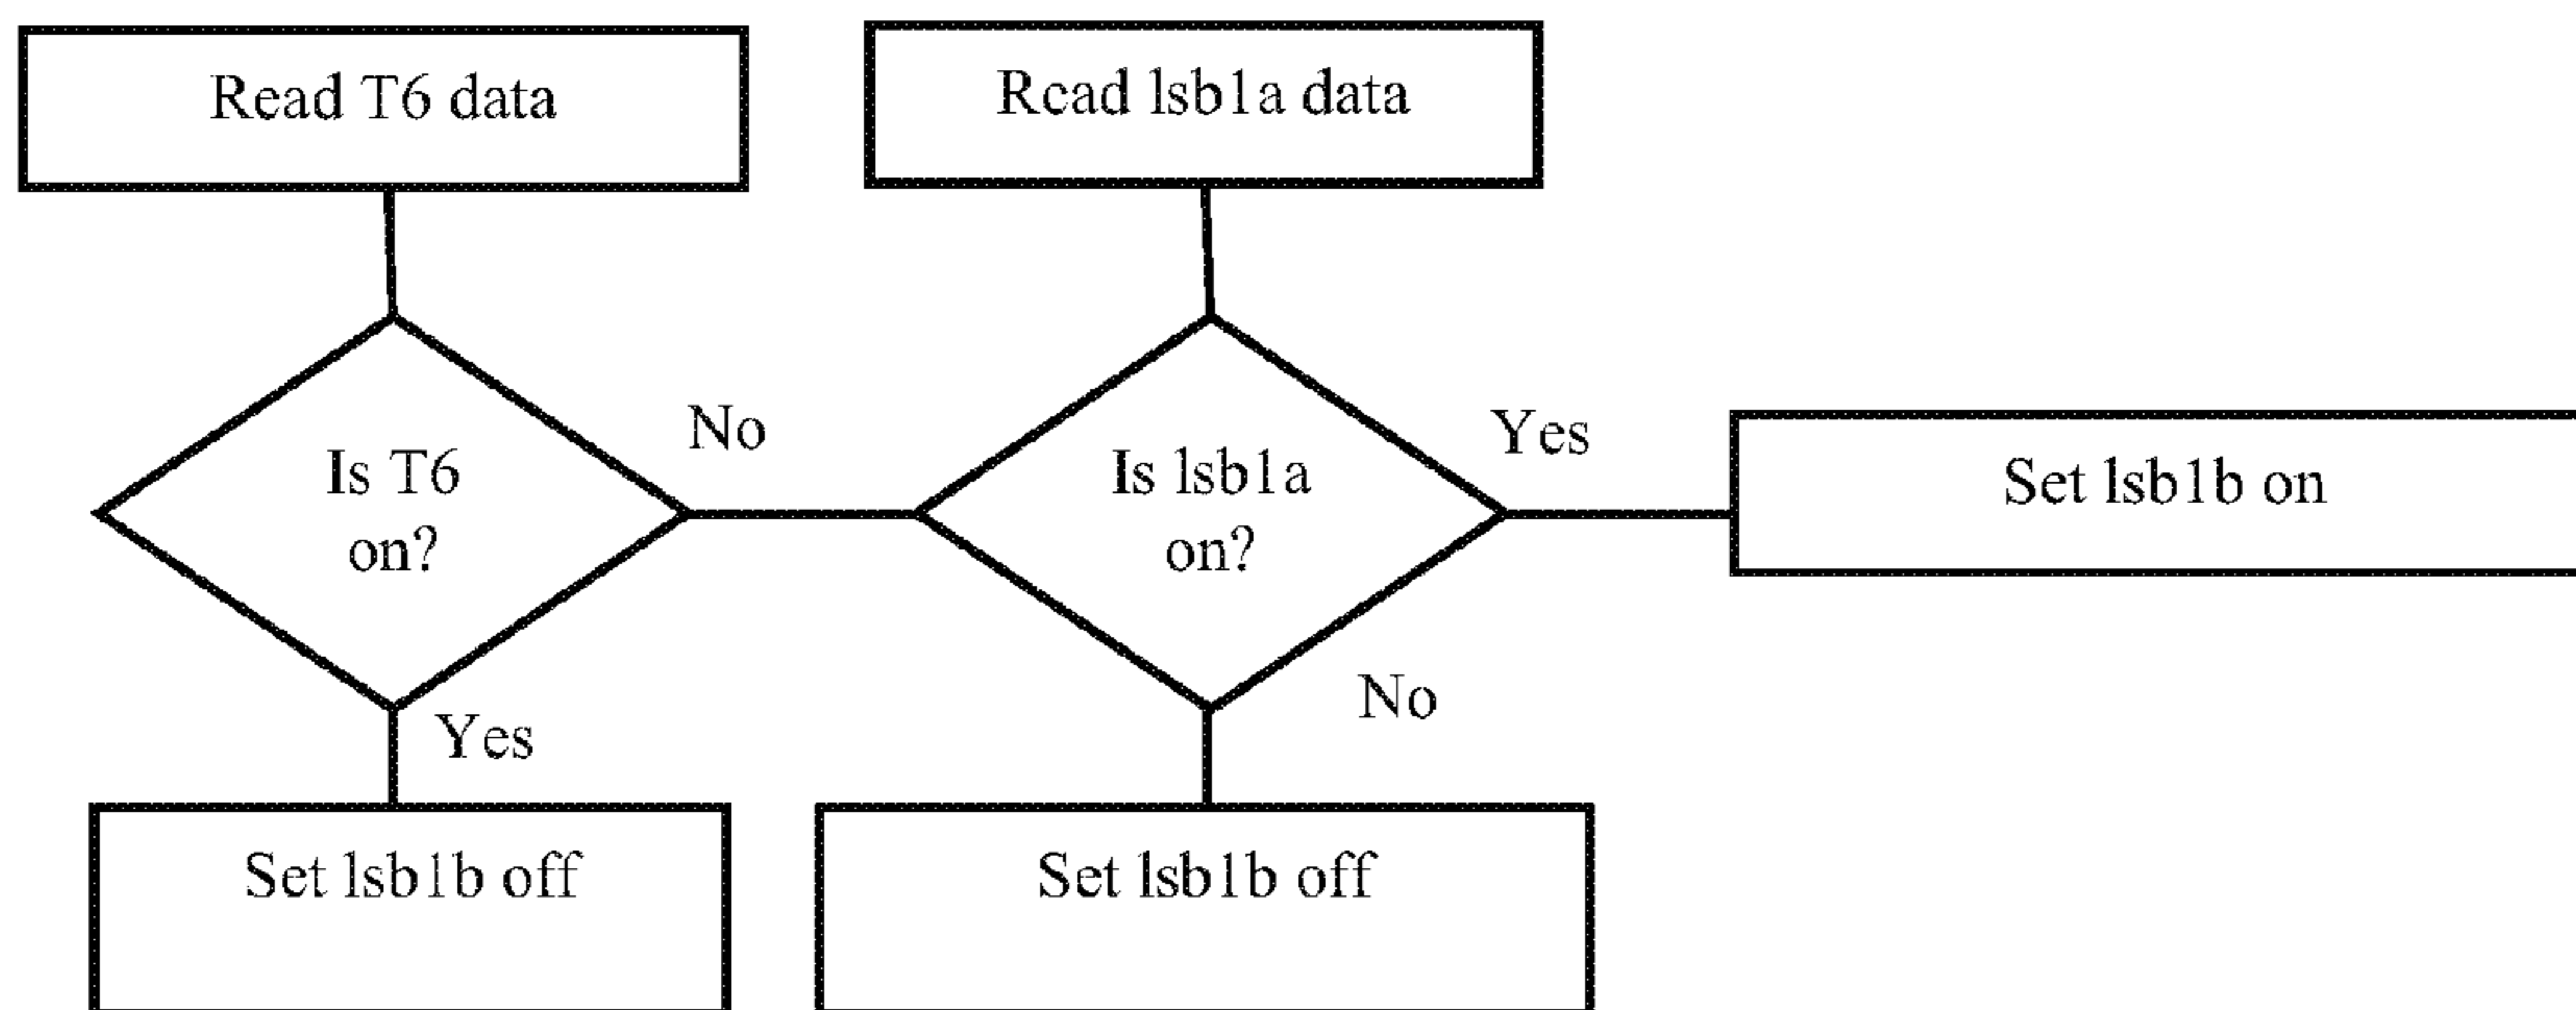 Read T6 data
Read lsb1a data
No
Yes
Is T6
on?
Is lsb1a
on?
Set lsb1b on
No
Yes
Set lsb1b off
Set lsb1b off